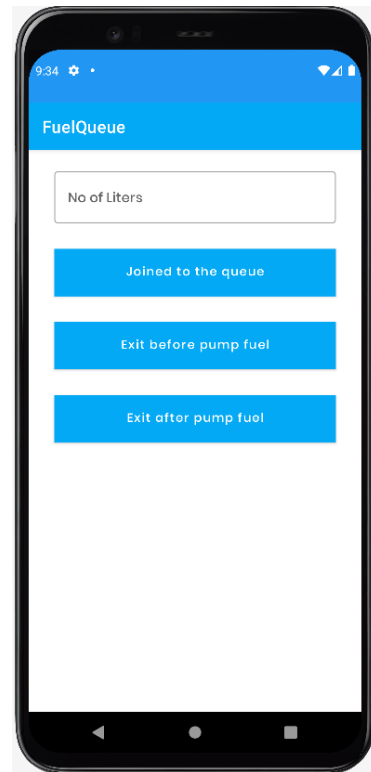 9:34
FuelQueue
No of Liters
Joined to the queue
Exit before pump fuel
Exit after pump fuel